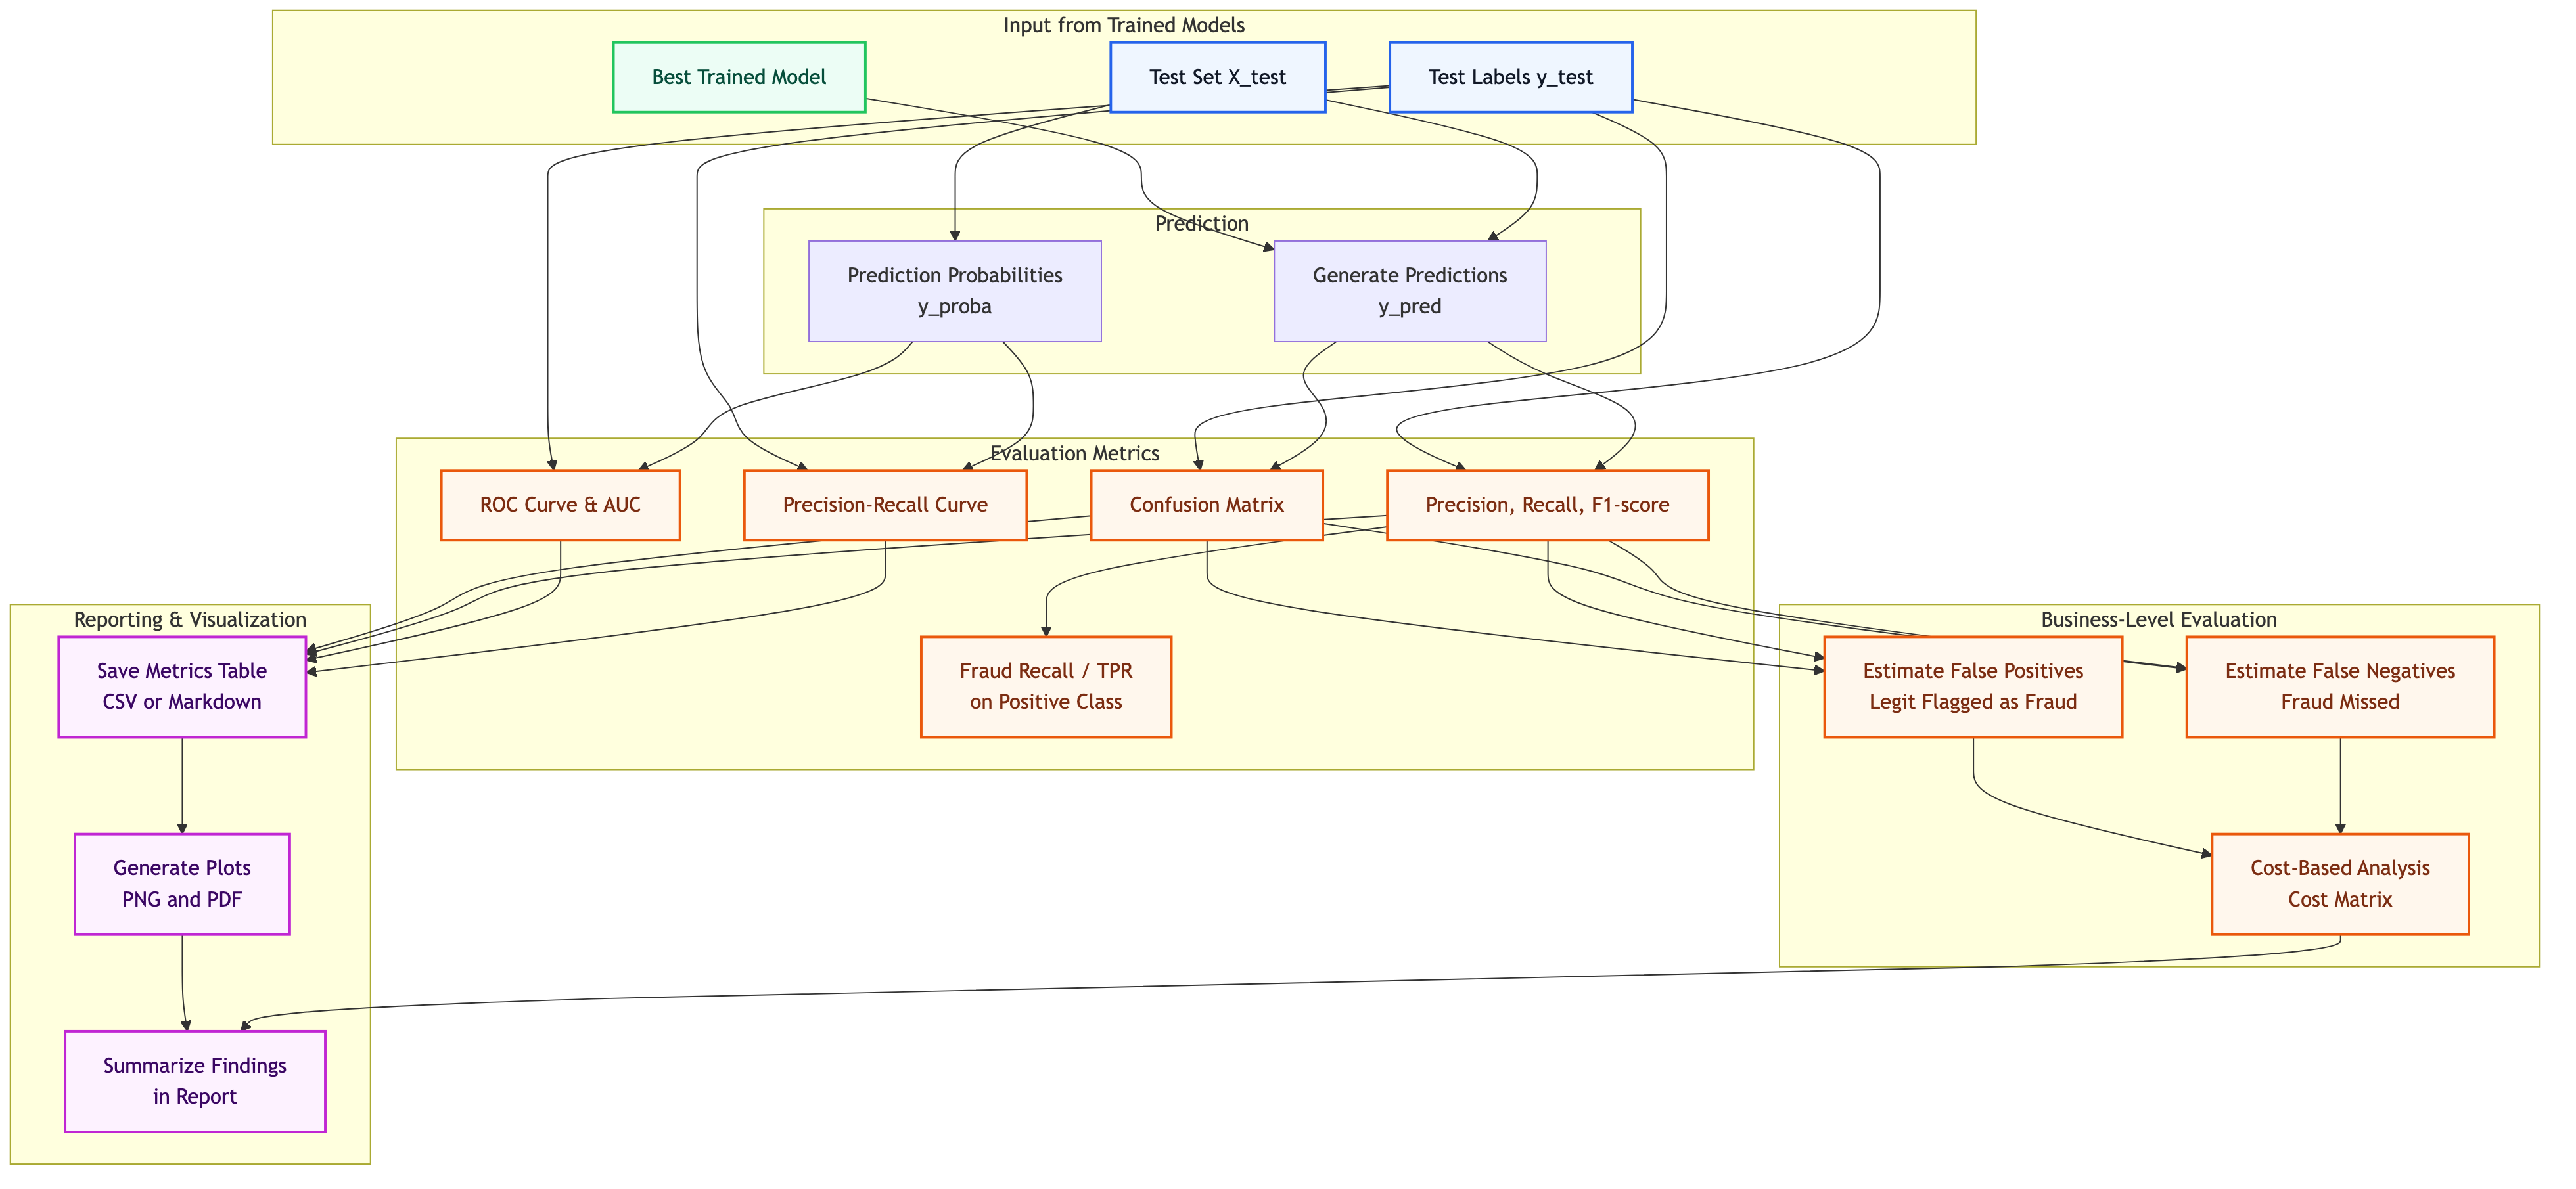 Input from Trained Models
Best Trained Model
Test Set X_test
Test Labels y_test
Prediction
Prediction Probabilities
y_proba
Generate Predictions
y_pred
Evaluation Metrics
ROC Curve & AUC
Precision-Recall Curve
Confusion Matrix
Precision, Recall, F1-score
Fraud Recall / TPR
on Positive Class
Reporting & Visualization
Save Metrics Table
CSV or Markdown
Generate Plots
PNG and PDF
Summarize Findings
in Report
Business-Level Evaluation
Estimate False Positives
Legit Flagged as Fraud
Estimate False Negatives
Fraud Missed
Cost-Based Analysis
Cost Matrix